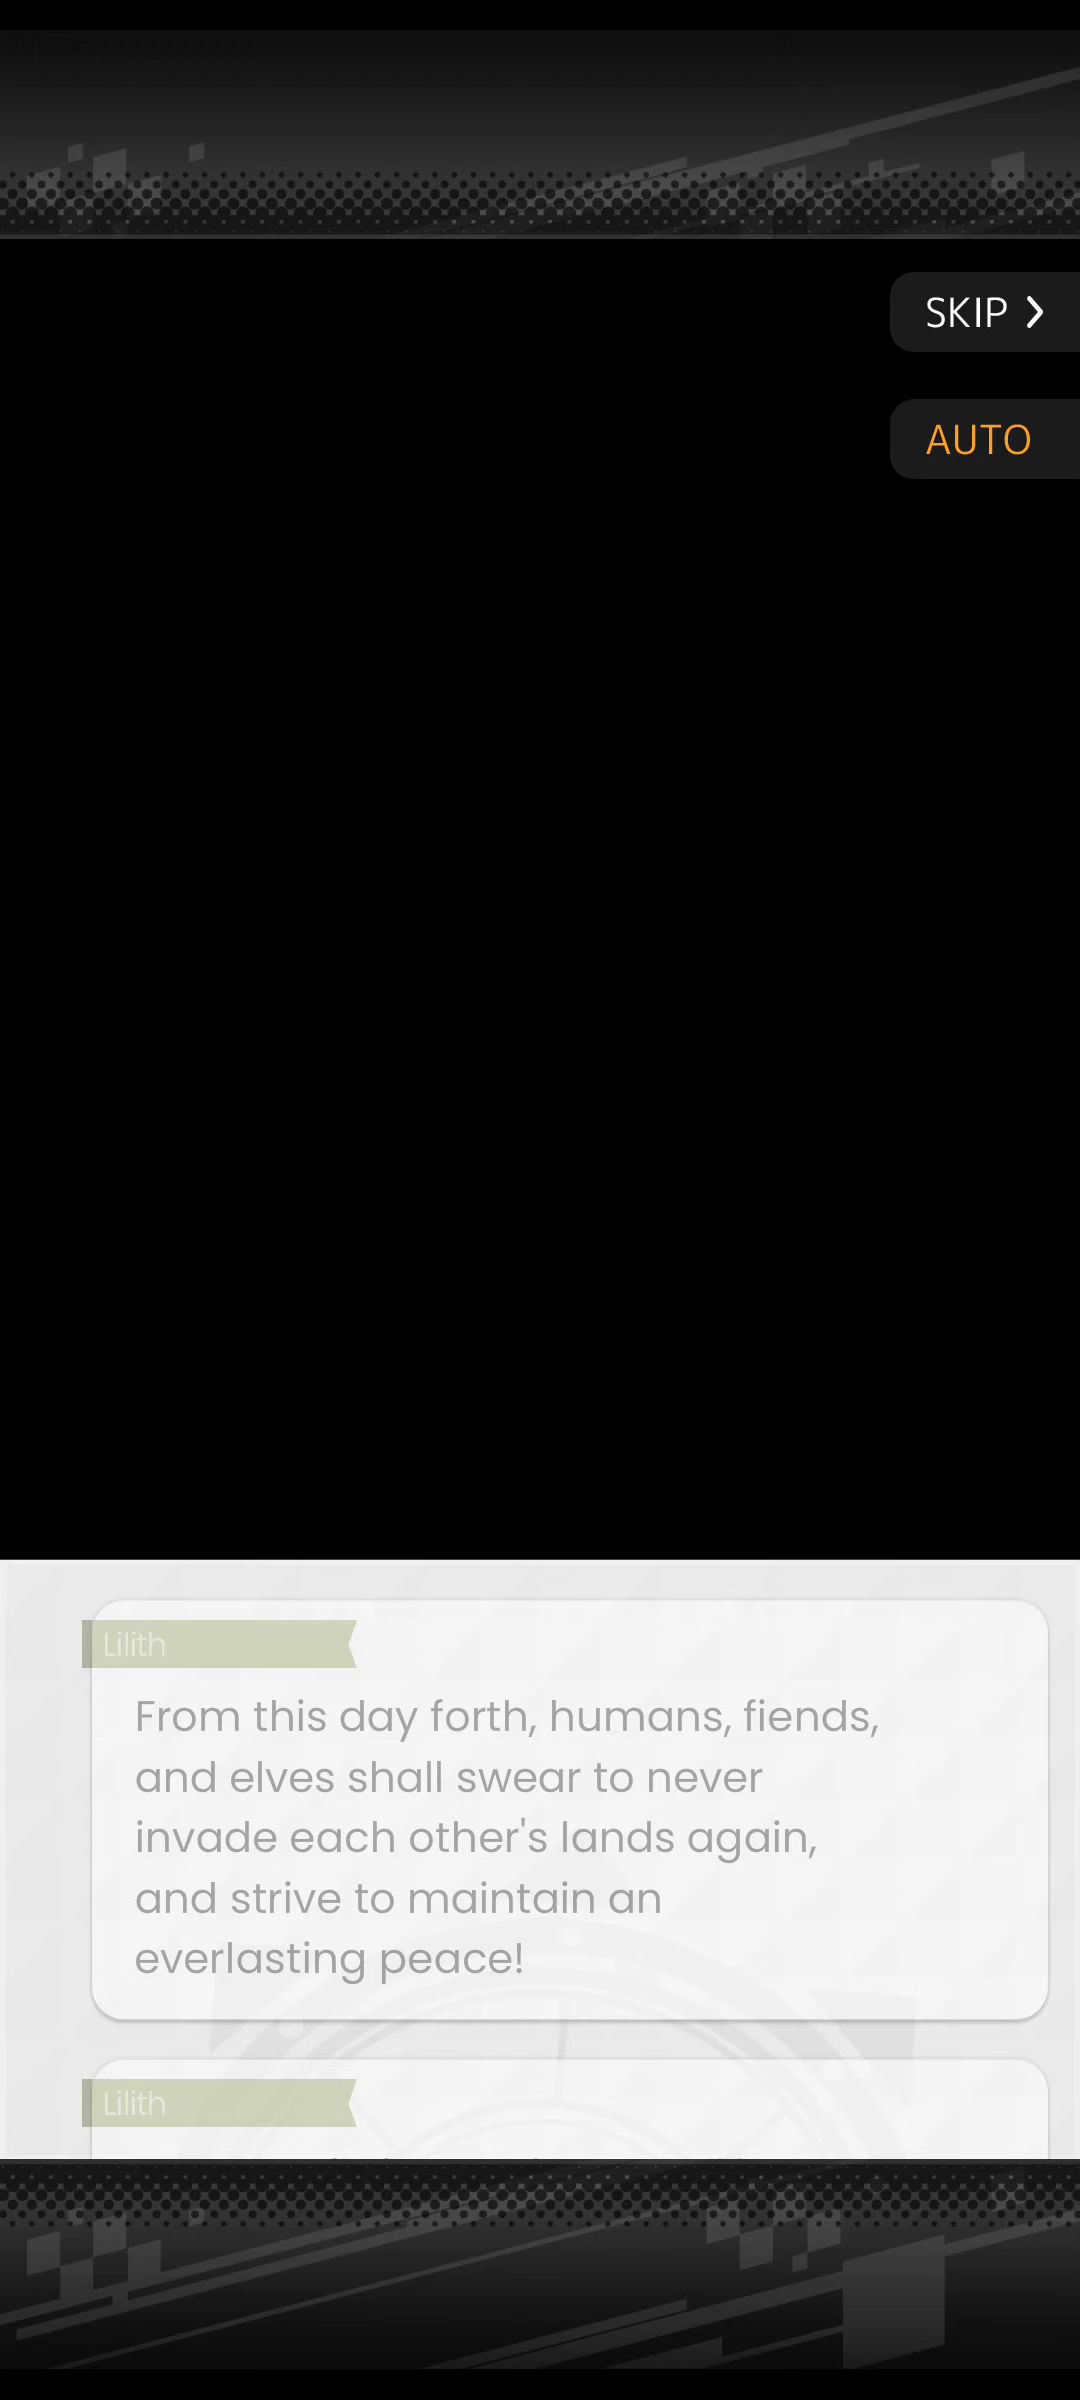 SKIP
AUTO
Lilith
From this day forth, humans, fiends,
and elves shall swear to never
invade each other's lands again,
and strive to maintain an
everlasting peace!
Lilith